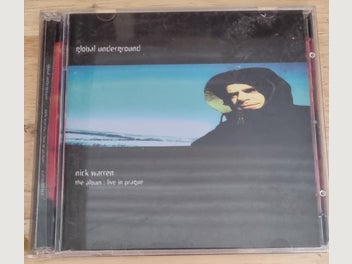 global underground
nick warren
the album : live in prague